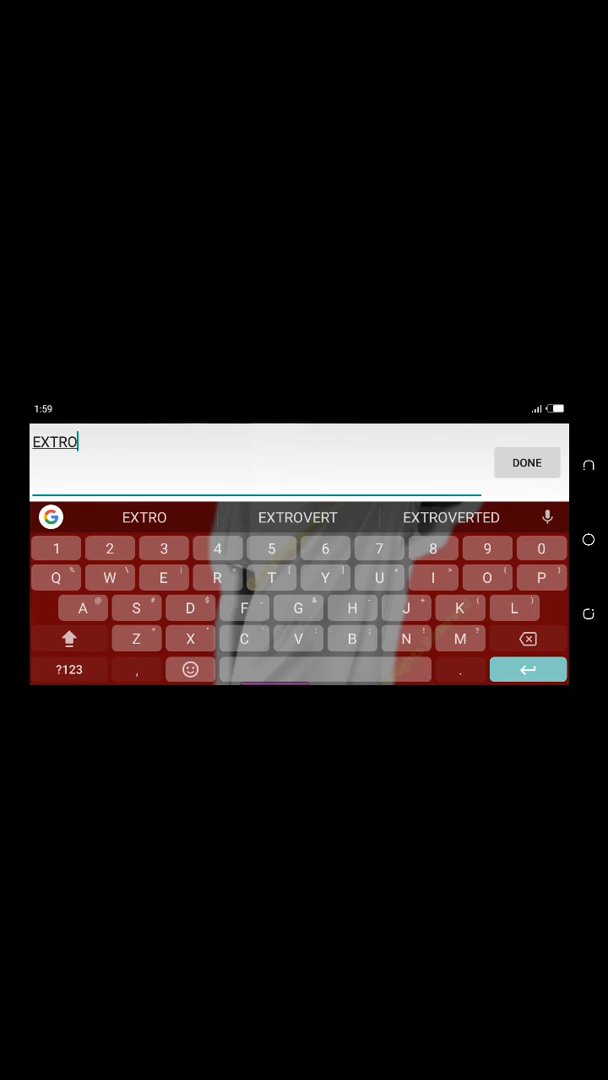 1:59
EXTRO
DONE
EXTRO EXTROVERT EXTROVERTED
1 2 3 4 5 6 7 8 9 0
Q W E R T Y U I O P
A S D F G H J K L
Z X C V B N M
?123 , .